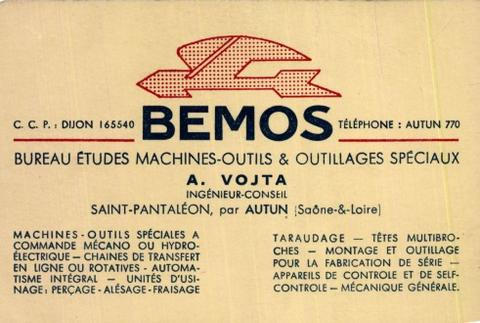 C. C. P. : DIJON 165540 BEMOS TÉLÉPHONE : AUTUN 770
BUREAU ÉTUDES MACHINES-OUTILS & OUTILLAGES SPÉCIAUX
A. VOJTA
INGÉNIEUR-CONSEIL
SAINT-PANTALÉON, par AUTUN (Saône-&-Loire)
MACHINES-OUTILS SPÉCIALES A
COMMANDE MÉCANO OU HYDRO-
ÉLECTRIQUE — CHAINES DE TRANSFERT
EN LIGNE OU ROTATIVES - AUTOMA-
TISME INTÉGRAL — UNITÉS D'USI-
NAGE : PERÇAGE - ALÉSAGE - FRAISAGE
TARAUDAGE — TÊTES MULTIBRO-
CHES — MONTAGE ET OUTILLAGE
POUR LA FABRICATION DE SÉRIE —
APPAREILS DE CONTROLE ET DE SELF-
CONTROLE — MÉCANIQUE GÉNÉRALE.